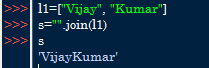 >>> l1=["Vijay", "Kumar"]
>>> s="".join(l1)
>>> s
'VijayKumar'